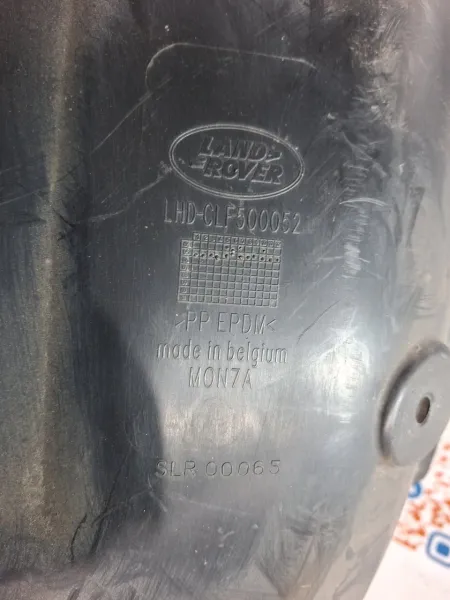 LAND
ROVER
LHD-CLF500052
>PP EPDM<
made in belgium
MON7A
SLR 00065